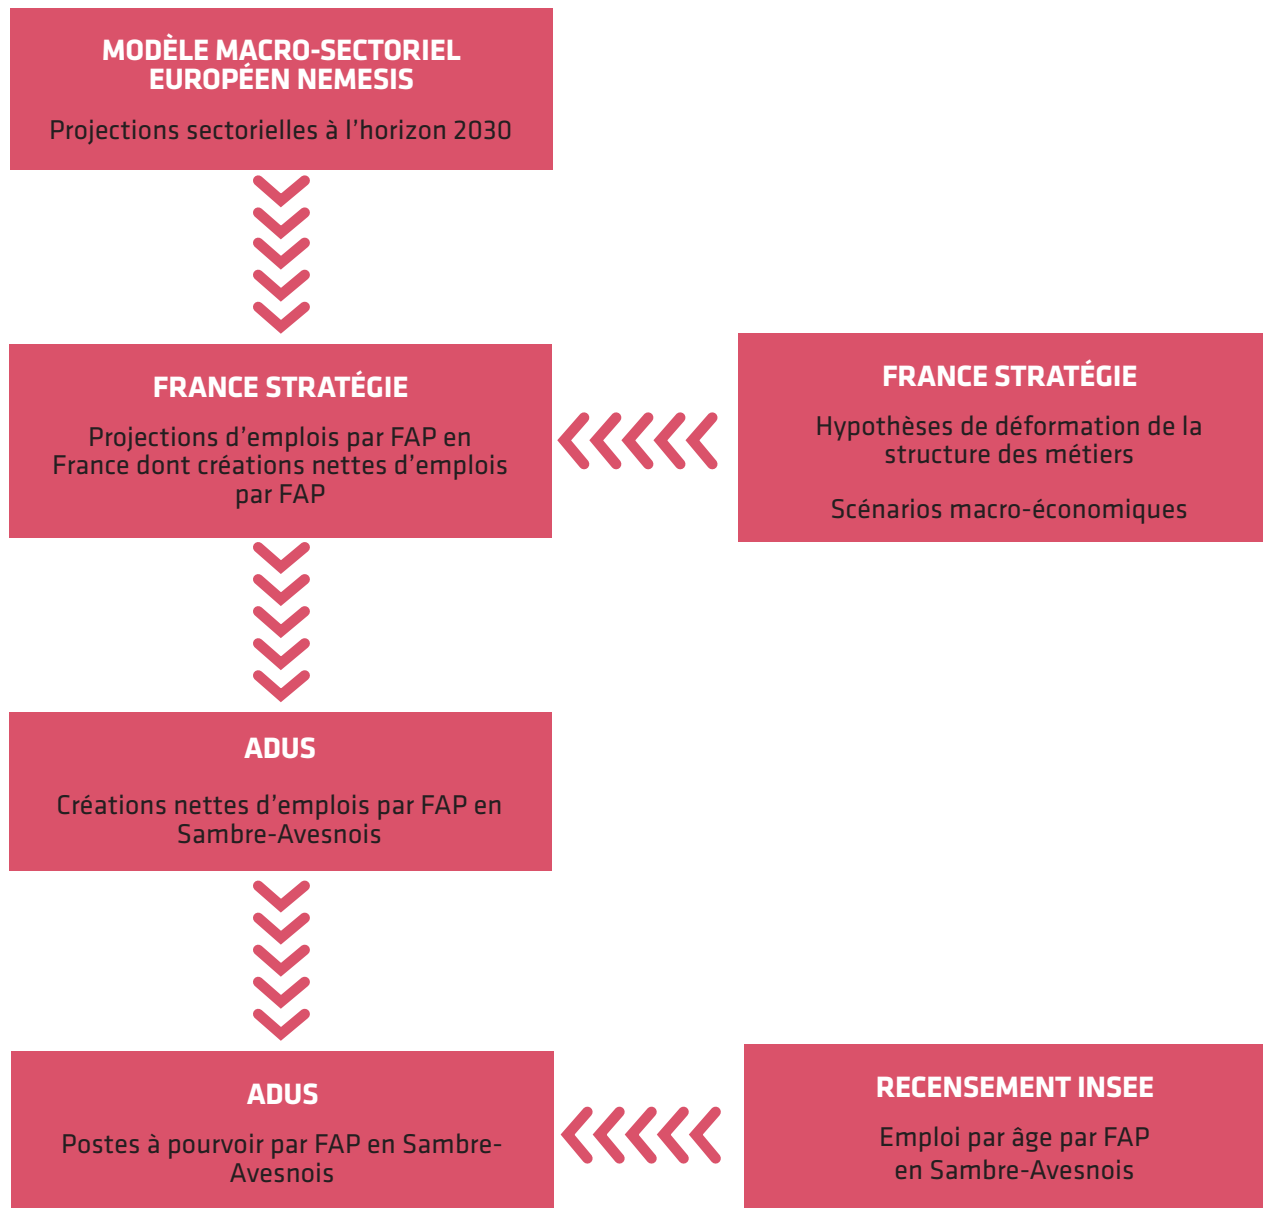 MODÈLE MACRO-SECTORIEL
EUROPÉEN NEMESIS
Projections sectorielles à l'horizon 2030
FRANCE STRATÉGIE
Projections d'emplois par FAP en
France dont créations nettes d'emplois
par FAP
FRANCE STRATÉGIE
Hypothèses de déformation de la
structure des métiers
Scénarios macro-économiques
ADUS
Créations nettes d'emplois par FAP en
Sambre-Avesnois
ADUS
Postes à pourvoir par FAP en Sambre-
Avesnois
RECENSEMENT INSEE
Emploi par âge par FAP
en Sambre-Avesnois